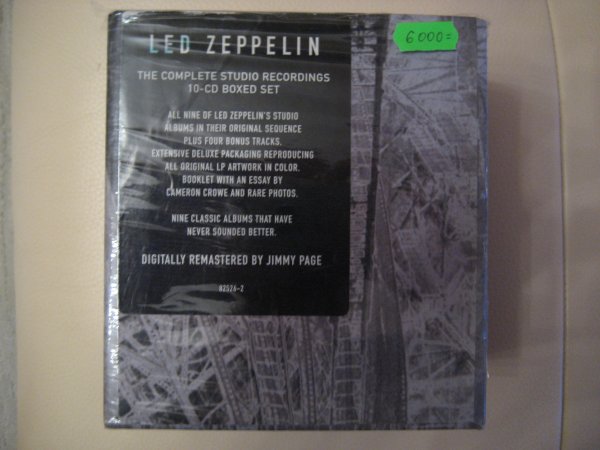 6000=
LED ZEPPELIN
THE COMPLETE STUDIO RECORDINGS
10-CD BOXED SET
ALL NINE OF LED ZEPPELIN'S STUDIO
ALBUMS IN THEIR ORIGINAL SEQUENCE
PLUS FOUR BONUS TRACKS.
EXTENSIVE DELUXE PACKAGING REPRODUCING
ALL ORIGINAL LP ARTWORK IN COLOR.
BOOKLET WITH AN ESSAY BY
CAMERON CROWE AND RARE PHOTOS.
NINE CLASSIC ALBUMS THAT HAVE
NEVER SOUNDED BETTER.
DIGITALLY REMASTERED BY JIMMY PAGE
82526-2